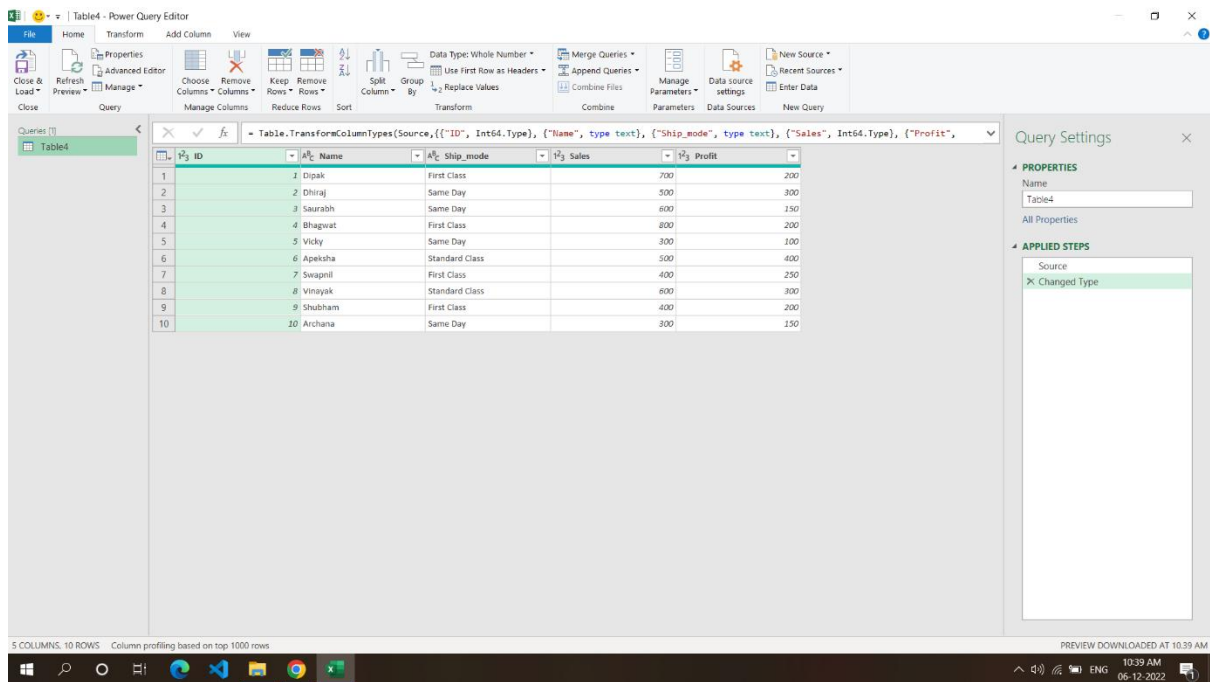 Table4 - Power Query Editor
File Home Transform Add Column View
Close & Load
Refresh Preview
Properties
Advanced Editor
Manage
Choose Columns
Remove Columns
Keep Rows
Remove Rows
Split Column
Group By
Data Type: Whole Number
Use First Row as Headers
1→2 Replace Values
Merge Queries
Append Queries
Combine Files
Manage Parameters
Data source settings
New Source
Recent Sources
Enter Data
Close Query Manage Columns Reduce Rows Sort Transform Combine Parameters Data Sources New Query
Queries [1]
Table4
fx = Table.TransformColumnTypes(Source,{{"ID", Int64.Type}, {"Name", type text}, {"Ship_mode", type text}, {"Sales", Int64.Type}, {"Profit",
123 ID ABC Name ABC Ship_mode 123 Sales 123 Profit
1 1 Dipak First Class 700 200
2 2 Dhiraj Same Day 500 300
3 3 Saurabh Same Day 600 150
4 4 Bhagwat First Class 800 200
5 5 Vicky Same Day 300 100
6 6 Apeksha Standard Class 500 400
7 7 Swapnil First Class 400 250
8 8 Vinayak Standard Class 600 300
9 9 Shubham First Class 400 200
10 10 Archana Same Day 300 150
Query Settings
PROPERTIES
Name
Table4
All Properties
APPLIED STEPS
Source
Changed Type
5 COLUMNS, 10 ROWS Column profiling based on top 1000 rows
PREVIEW DOWNLOADED AT 10:39 AM
ENG
10:39 AM
06-12-2022
1